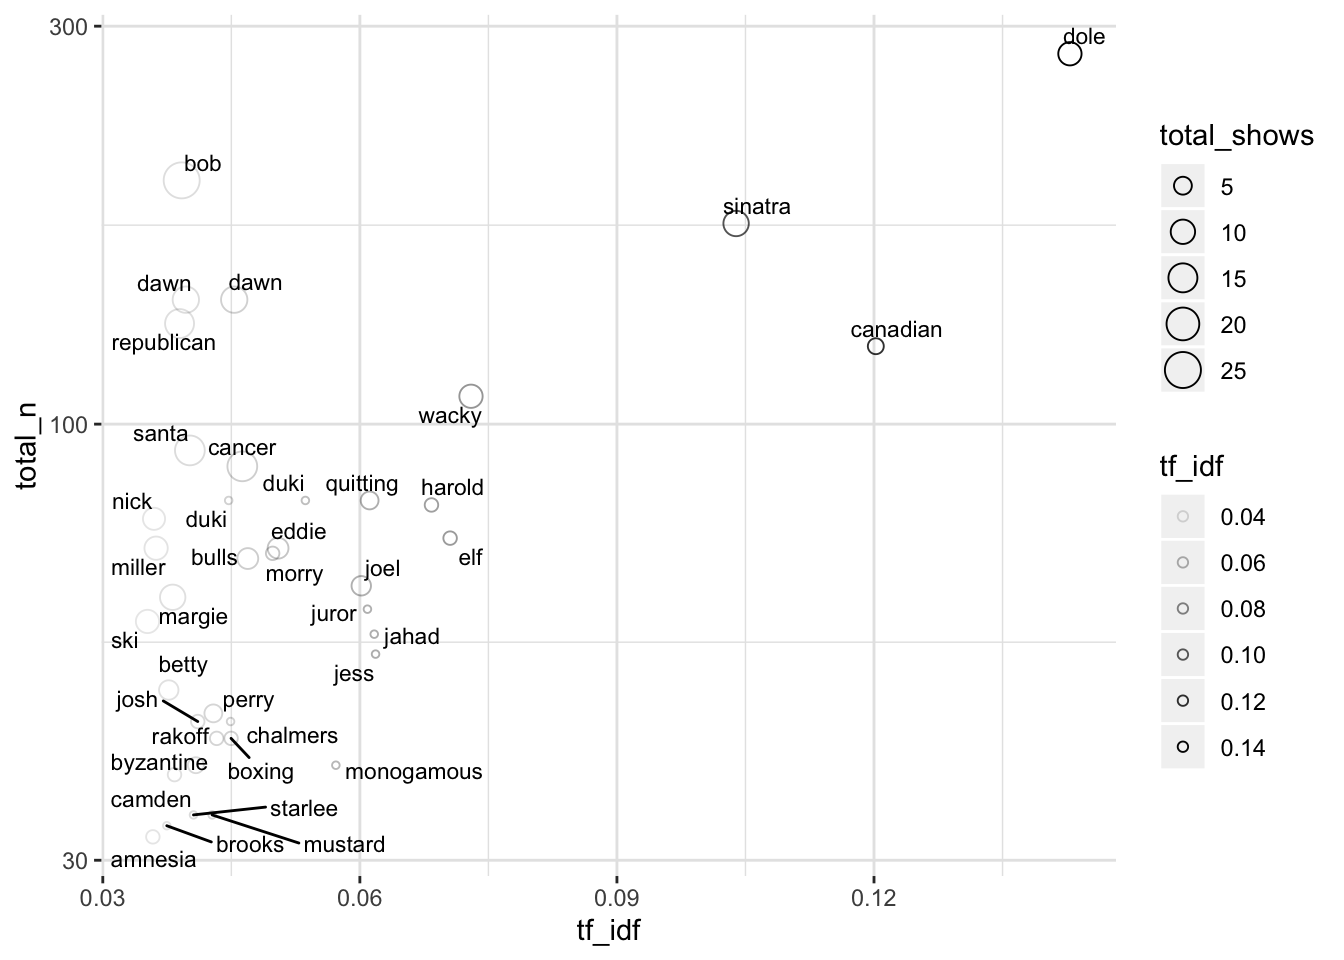 300
dole
total_shows
bob
5
sinatra
10
dawn
dawn
15
20
canadian
republican
25
total_n
100
wacky
santa
cancer
tf_idf
duki
quitting
harold
nick
duki
0.04
eddie
bulls
elf
miller
morry
joel
0.06
margie
juror
0.08
ski
jahad
betty
jess
0.10
josh
perry
0.12
rakoff
chalmers
byzantine
boxing
monogamous
0.14
camden
starlee
brooks
mustard
amnesia
30
0.03
0.06
0.09
0.12
tf_idf